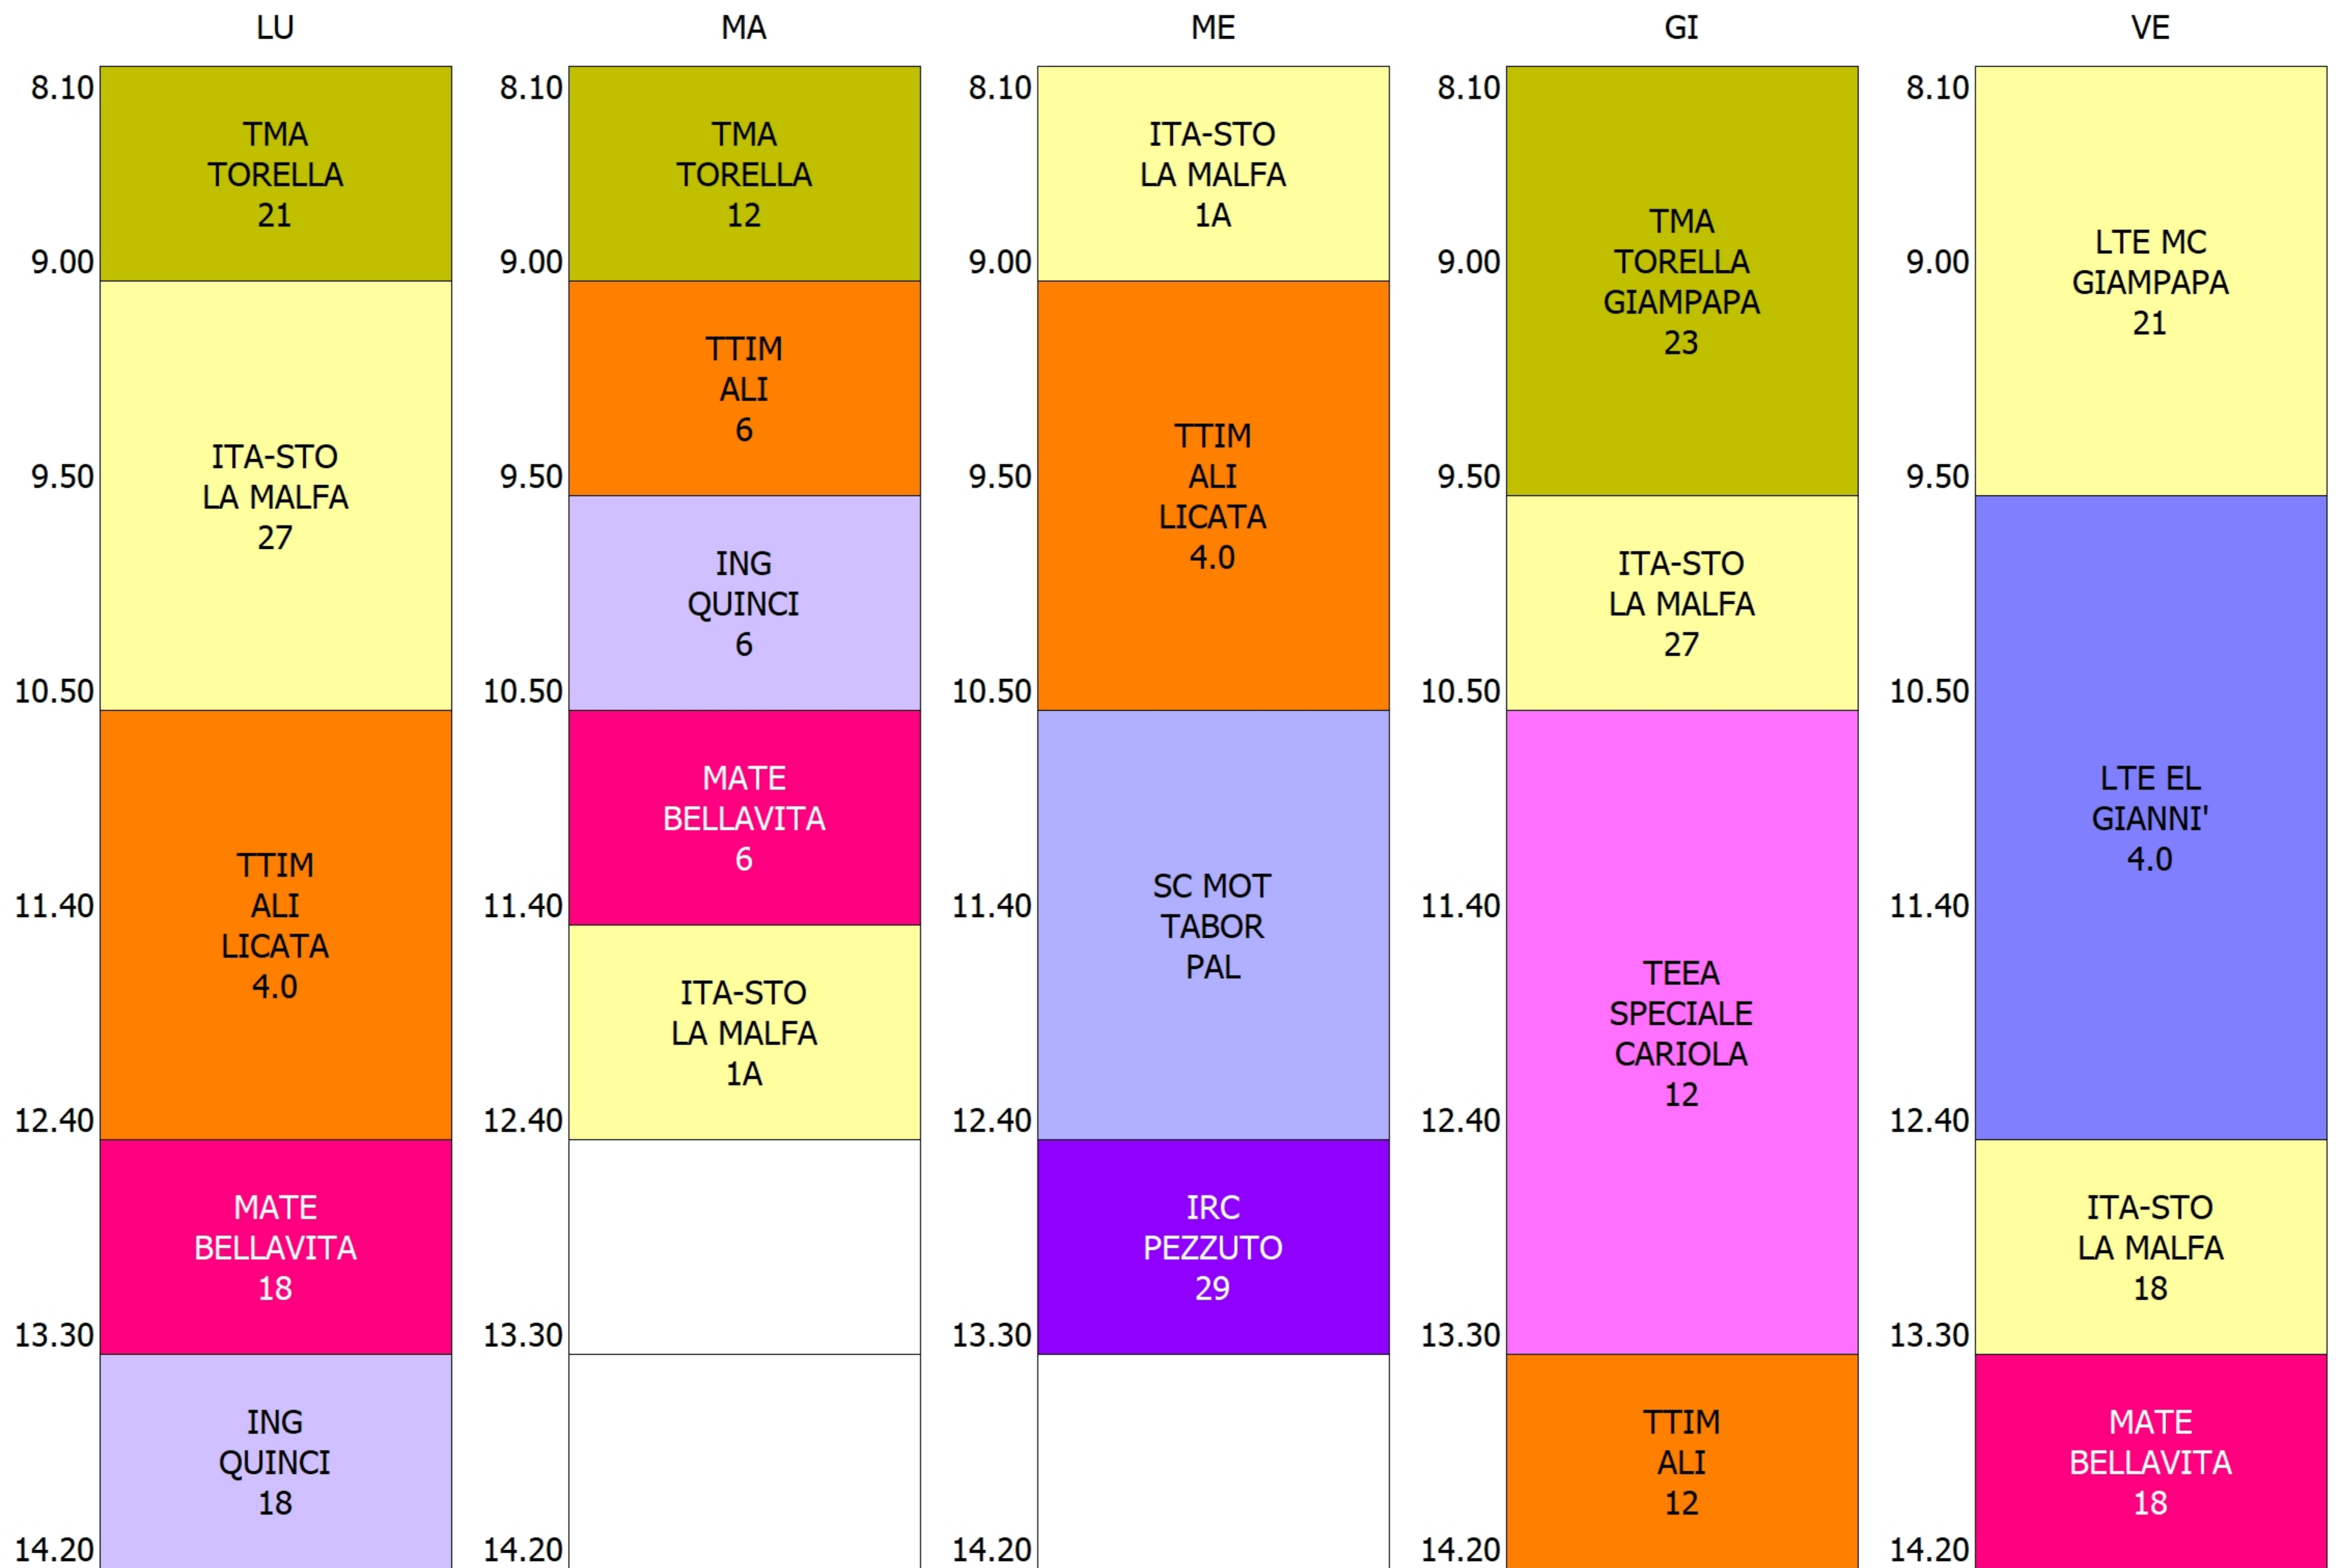 LU
8.10
TMA
TORELLA
21
9.00
ITA-STO
LA MALFA
27
9.50
10.50
TTIM
ALI
LICATA
4.0
11.40
12.40
MATE
BELLAVITA
18
13.30
ING
QUINCI
18
14.20
MA
8.10
TMA
TORELLA
12
9.00
TTIM
ALI
6
9.50
ING
QUINCI
6
10.50
MATE
BELLAVITA
6
11.40
ITA-STO
LA MALFA
1A
12.40
13.30
14.20
ME
8.10
ITA-STO
LA MALFA
1A
9.00
TTIM
ALI
LICATA
4.0
9.50
10.50
SC MOT
TABOR
PAL
11.40
12.40
IRC
PEZZUTO
29
13.30
14.20
GI
8.10
TMA
TORELLA
GIAMPAPA
23
9.00
9.50
ITA-STO
LA MALFA
27
10.50
TEEA
SPECIALE
CARIOLA
12
11.40
12.40
13.30
TTIM
ALI
12
14.20
VE
8.10
LTE MC
GIAMPAPA
21
9.00
9.50
LTE EL
GIANNI'
4.0
10.50
11.40
12.40
ITA-STO
LA MALFA
18
13.30
MATE
BELLAVITA
18
14.20